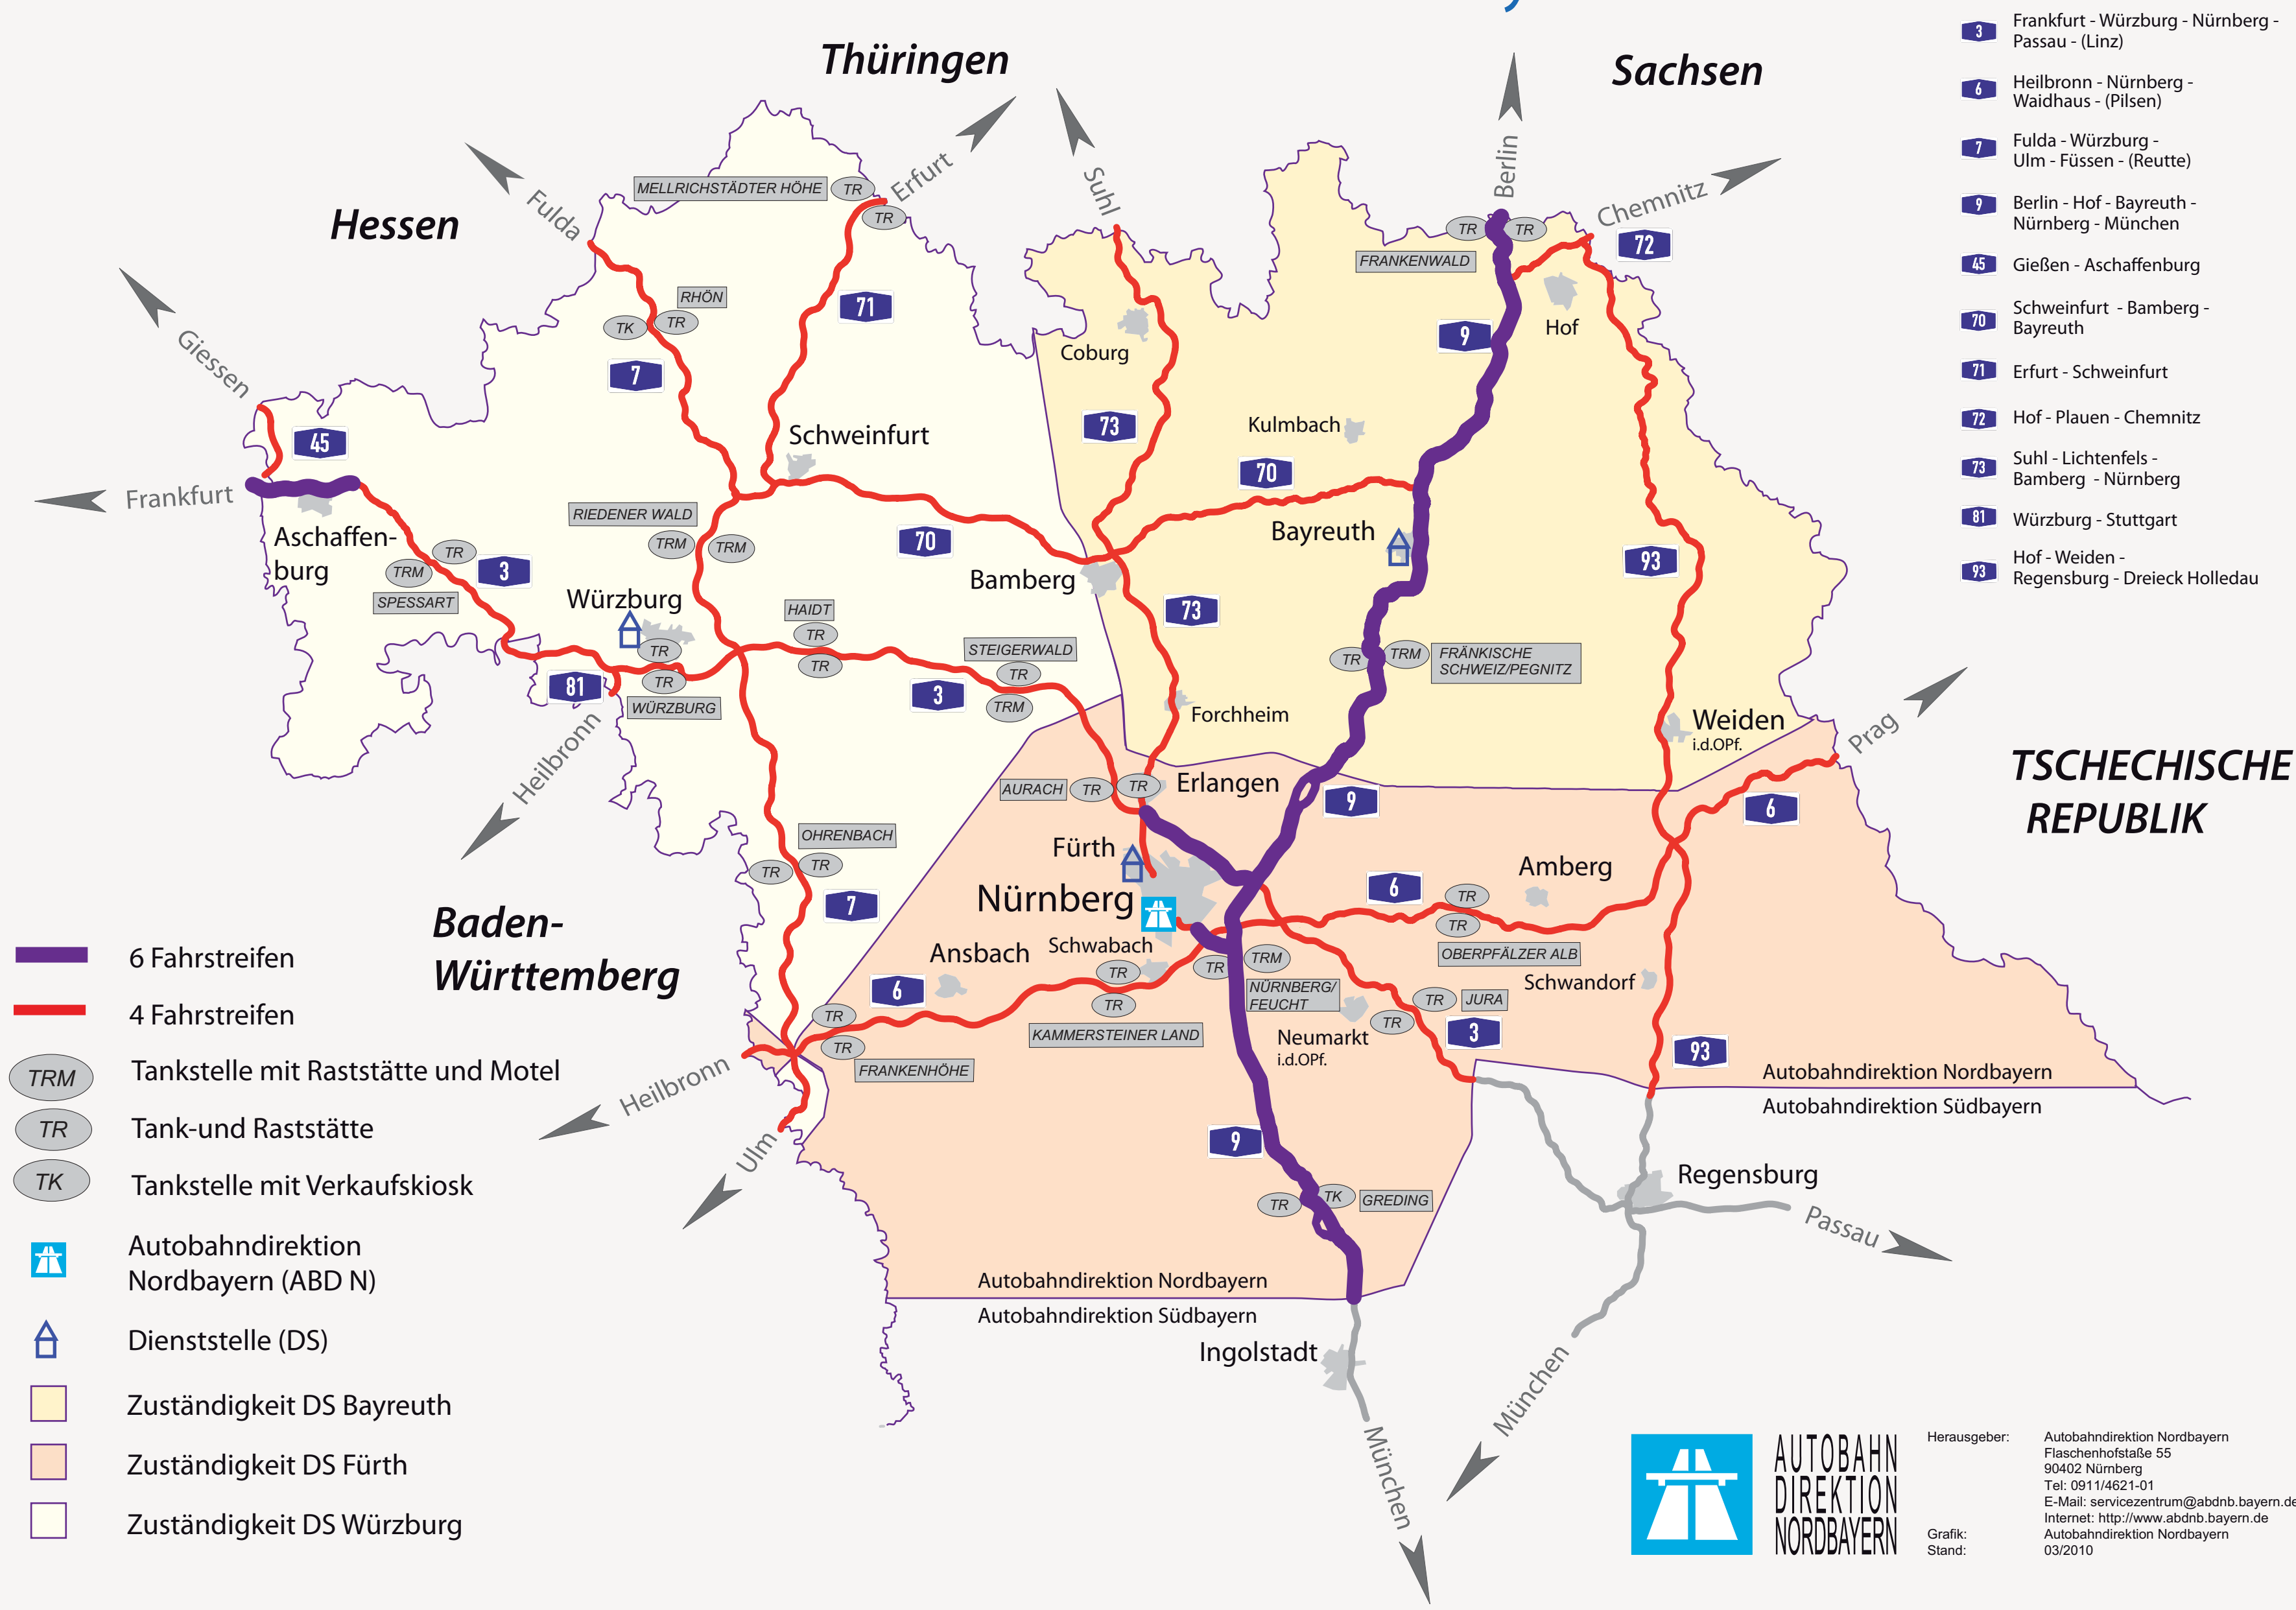 Thüringen
Sachsen
Hessen
Baden-
Württemberg
TSCHECHISCHE
REPUBLIK
3
Frankfurt - Würzburg - Nürnberg -
Passau - (Linz)
6
Heilbronn - Nürnberg -
Waidhaus - (Pilsen)
7
Fulda - Würzburg -
Ulm - Füssen - (Reutte)
9
Berlin - Hof - Bayreuth -
Nürnberg - München
45
Gießen - Aschaffenburg
70
Schweinfurt - Bamberg -
Bayreuth
71
Erfurt - Schweinfurt
72
Hof - Plauen - Chemnitz
73
Suhl - Lichtenfels -
Bamberg - Nürnberg
81
Würzburg - Stuttgart
93
Hof - Weiden -
Regensburg - Dreieck Holledau
Fulda
Erfurt
Suhl
Berlin
Chemnitz
Giessen
Frankfurt
Heilbronn
Heilbronn
Ulm
Prag
Passau
München
München
MELLRICHSTÄDTER HÖHE
TR
TR
RHÖN
TK
TR
71
7
45
Schweinfurt
Aschaffen-
burg
TR
TRM
SPESSART
3
RIEDENER WALD
TRM
TRM
70
Würzburg
TR
TR
WÜRZBURG
81
HAIDT
TR
TR
STEIGERWALD
TR
TRM
3
OHRENBACH
TR
TR
7
Coburg
73
Kulmbach
70
Bayreuth
Bamberg
73
Forchheim
TR
TR
FRANKENWALD
72
Hof
9
93
TR
TRM
FRÄNKISCHE
SCHWEIZ/PEGNITZ
Weiden
i.d.OPf.
AURACH
TR
TR
Erlangen
9
6
Fürth
Nürnberg
Schwabach
Ansbach
6
TR
TR
KAMMERSTEINER LAND
TR
TR
FRANKENHÖHE
TR
TRM
NÜRNBERG/
FEUCHT
6
TR
TR
OBERPFÄLZER ALB
Amberg
Schwandorf
Neumarkt
i.d.OPf.
TR
TR
JURA
3
93
9
TR
TK
GREDING
Autobahndirektion Nordbayern
Autobahndirektion Südbayern
Autobahndirektion Nordbayern
Autobahndirektion Südbayern
Regensburg
Ingolstadt
6 Fahrstreifen
4 Fahrstreifen
TRM
Tankstelle mit Raststätte und Motel
TR
Tank-und Raststätte
TK
Tankstelle mit Verkaufskiosk
Autobahndirektion
Nordbayern (ABD N)
Dienststelle (DS)
Zuständigkeit DS Bayreuth
Zuständigkeit DS Fürth
Zuständigkeit DS Würzburg
AUTOBAHN
DIREKTION
NORDBAYERN
Herausgeber: Autobahndirektion Nordbayern
Flaschenhofstaße 55
90402 Nürnberg
Tel: 0911/4621-01
E-Mail: servicezentrum@abdnb.bayern.de
Internet: http://www.abdnb.bayern.de
Grafik: Autobahndirektion Nordbayern
Stand: 03/2010